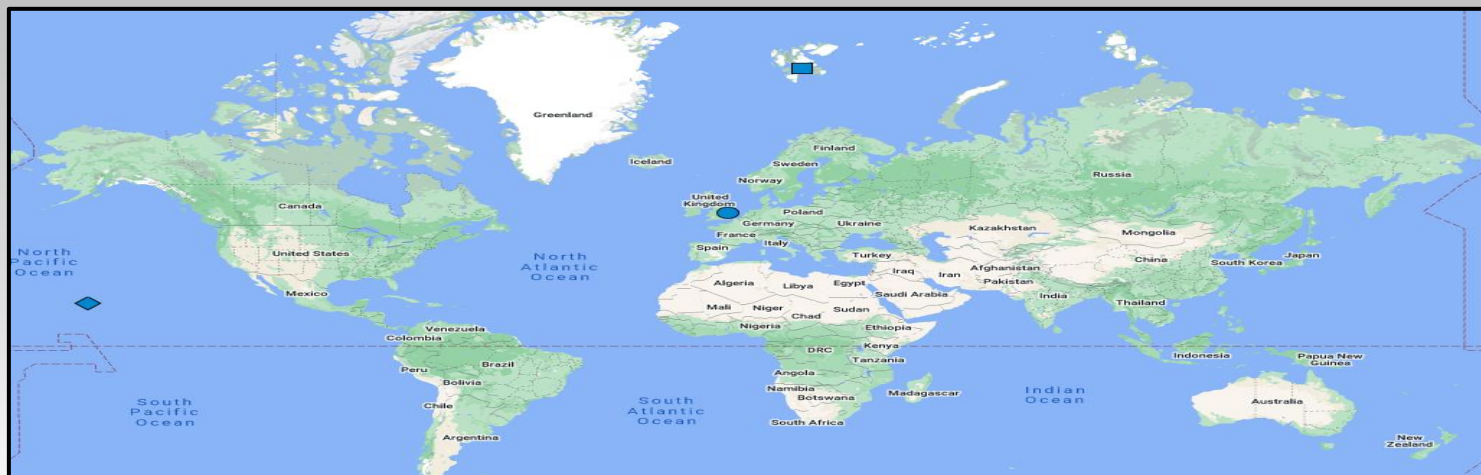 Greenland
Iceland
Finland
Sweden
Norway
Russia
United
Kingdom
Canada
Poland
Germany
Ukraine
France
Kazakhstan
Mongolia
Italy
Spain
North
Pacific
Ocean
United States
North
Atlantic
Ocean
Turkey
Iraq
Iran
Afghanistan
Pakistan
China
South Korea
Japan
Mexico
Algeria
Libya
Egypt
Saudi Arabia
India
Thailand
Mali
Niger
Chad
Sudan
Nigeria
Ethiopia
Venezuela
Colombia
DRC
Kenya
Tanzania
Indonesia
Papua New
Guinea
Peru
Brazil
Bolivia
Angola
Namibia
Botswana
Madagascar
Indian
Ocean
Australia
South
Pacific
Ocean
Chile
South
Atlantic
Ocean
South Africa
Argentina
New
Zealand